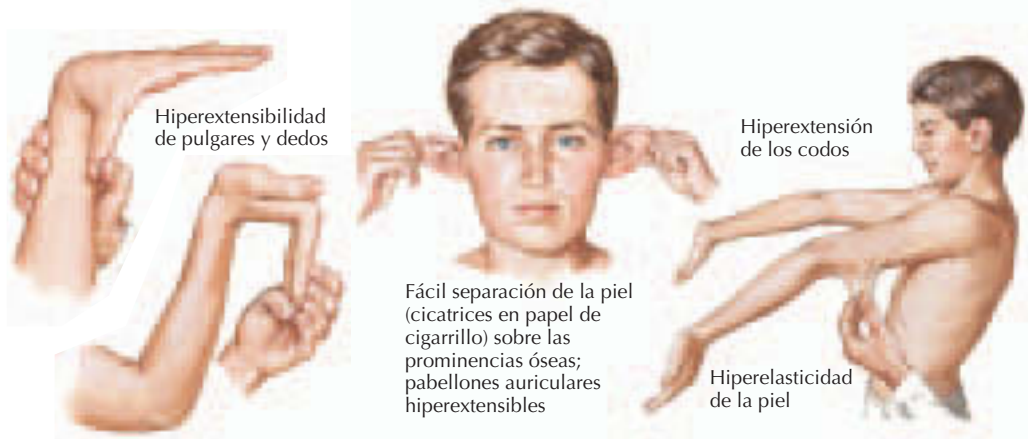 Hiperextensibilidad
de pulgares y dedos
Fácil separación de la piel
(cicatrices en papel de
cigarrillo) sobre las
prominencias óseas;
pabellones auriculares
hiperextensibles
Hiperextensión
de los codos
Hiperelasticidad
de la piel